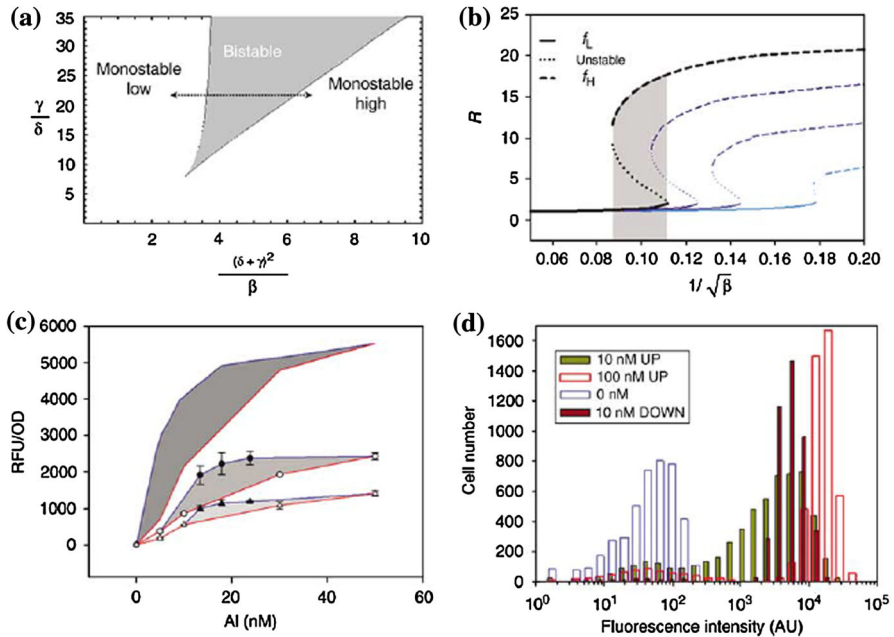 (a)
35
30
25
20
15
10
5
γ
δ
Monostable
low
Bistable
Monostable
high
2 4 6 8 10
(δ + γ)²
β
(b)
25
20
15
10
5
0
R
f_L
Unstable
f_H
0.06 0.08 0.10 0.12 0.14 0.16 0.18 0.20
1/√β
(c)
6000
5000
4000
3000
2000
1000
0
RFU/OD
0 20 40 60
AI (nM)
(d)
1600
1400
1200
1000
800
600
400
200
0
Cell number
10 nM UP
100 nM UP
0 nM
10 nM DOWN
10⁰ 10¹ 10² 10³ 10⁴ 10⁵
Fluorescence intensity (AU)